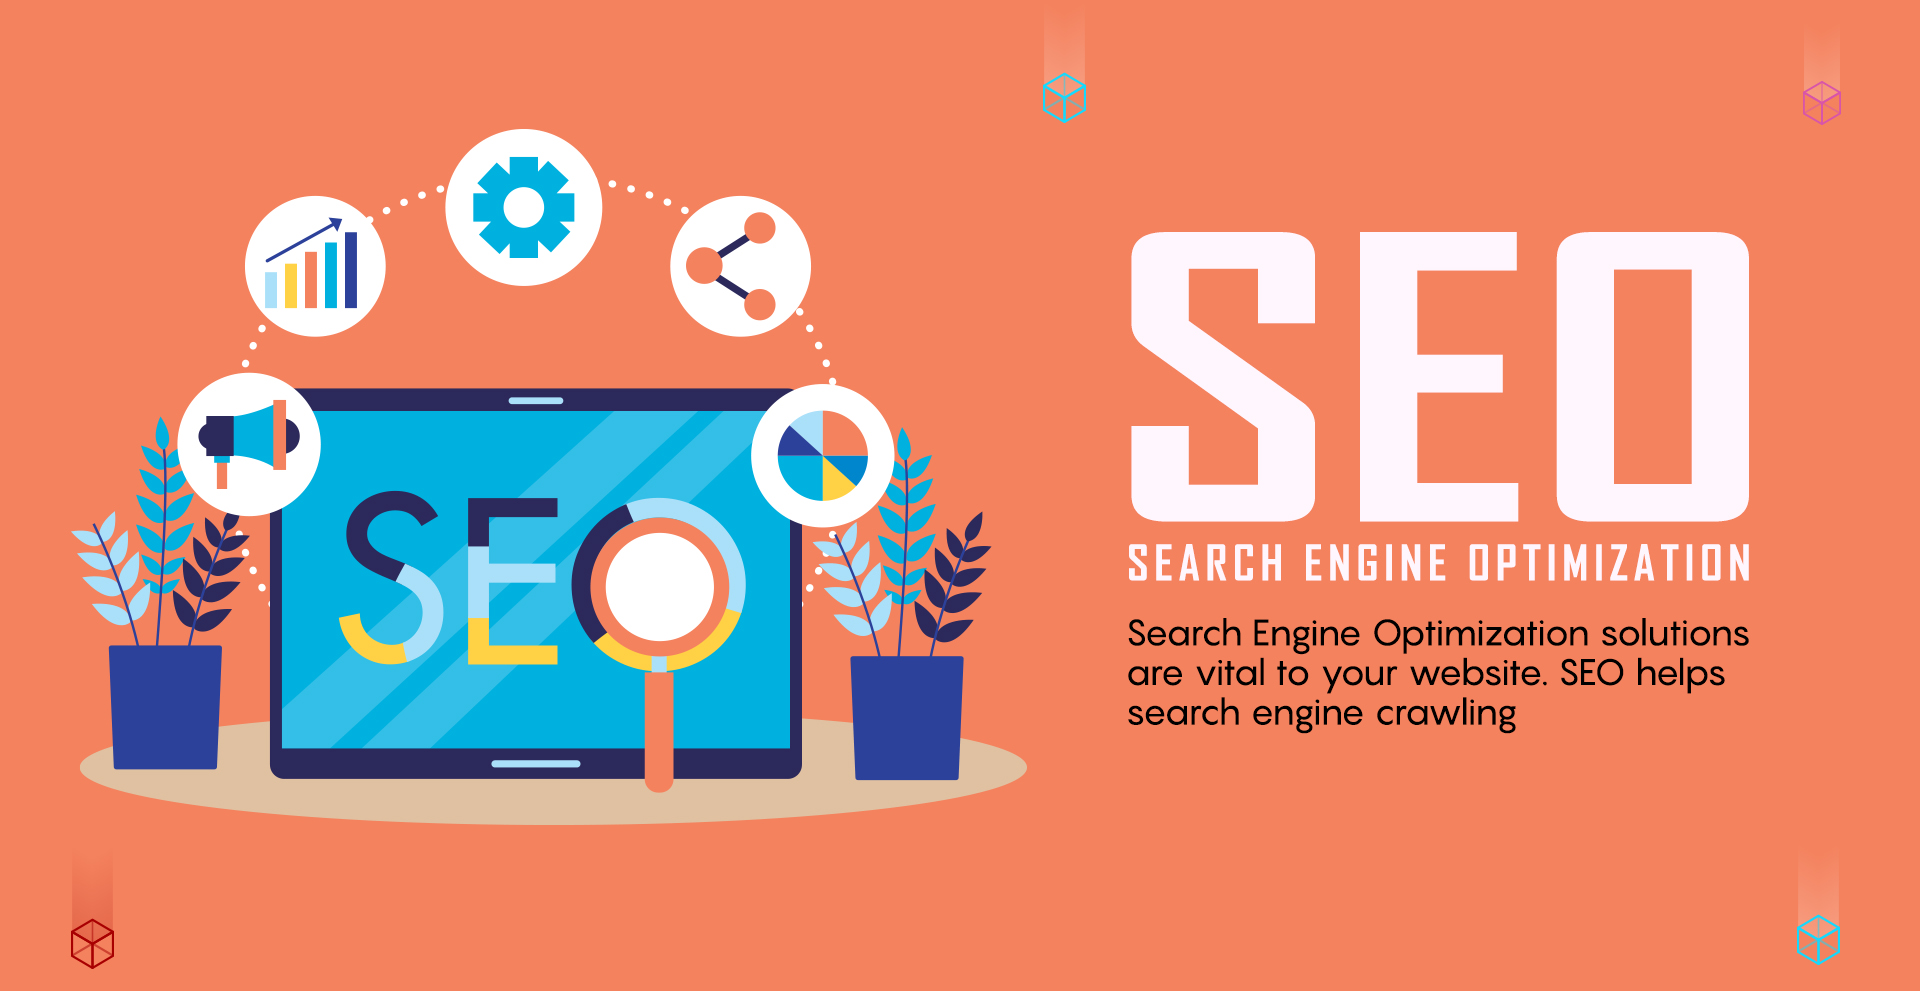 SEO
SEO
SEARCH ENGINE OPTIMIZATION
Search Engine Optimization solutions
are vital to your website. SEO helps
search engine crawling